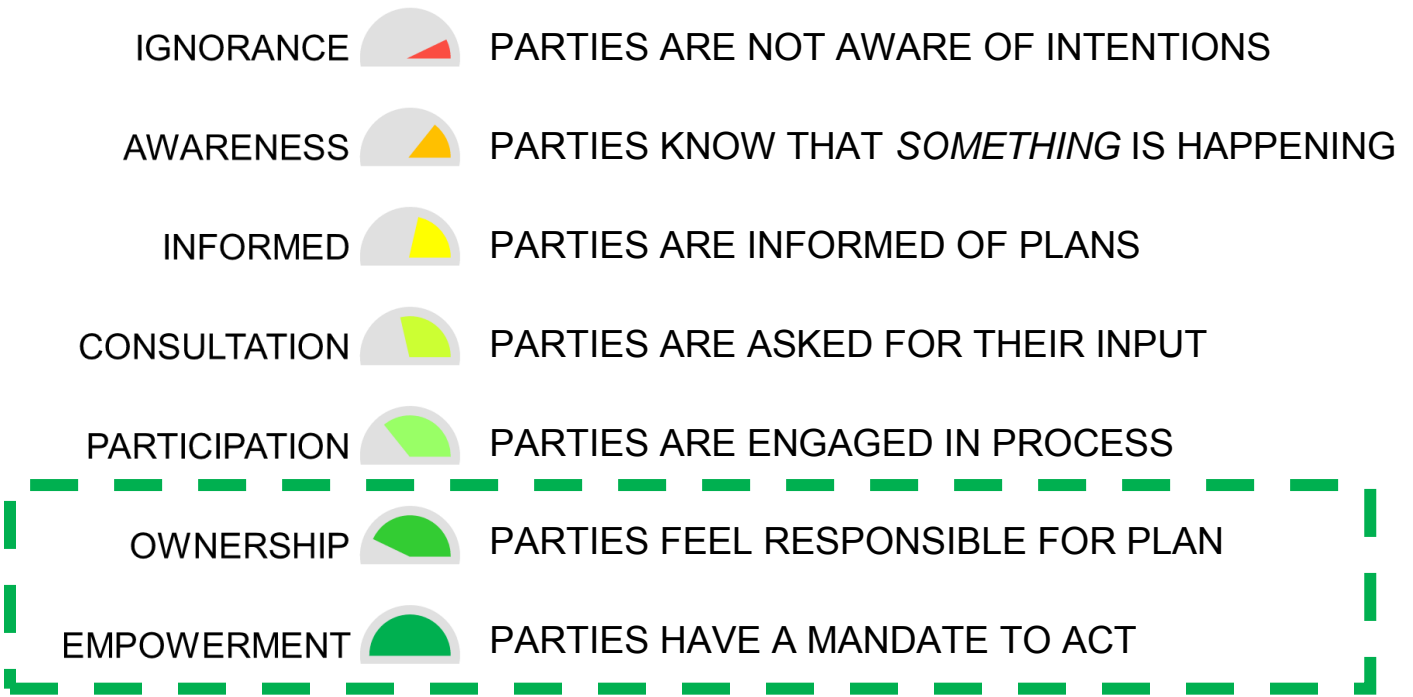 IGNORANCE PARTIES ARE NOT AWARE OF INTENTIONS
AWARENESS PARTIES KNOW THAT SOMETHING IS HAPPENING
INFORMED PARTIES ARE INFORMED OF PLANS
CONSULTATION PARTIES ARE ASKED FOR THEIR INPUT
PARTICIPATION PARTIES ARE ENGAGED IN PROCESS
OWNERSHIP PARTIES FEEL RESPONSIBLE FOR PLAN
EMPOWERMENT PARTIES HAVE A MANDATE TO ACT